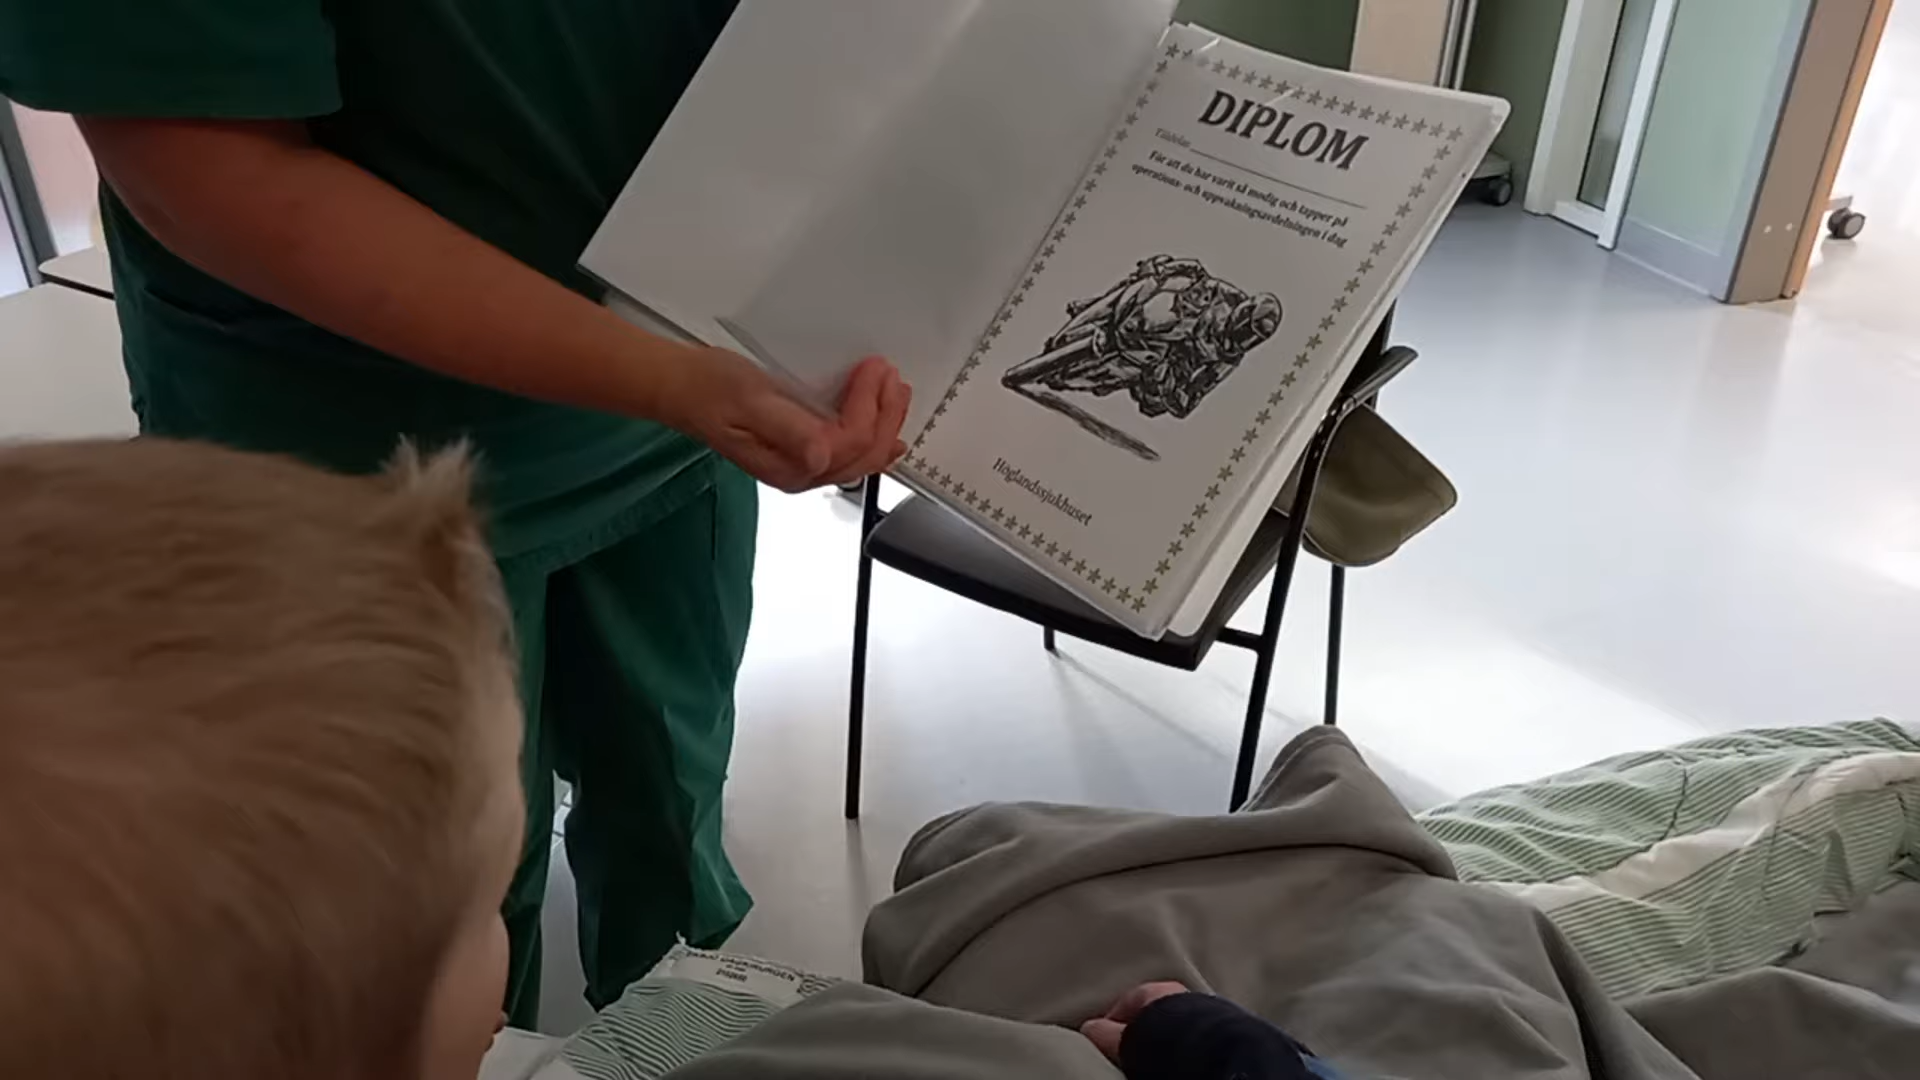 DIPLOM
Tilldelas
För att du har varit så modig och tapper på
operations- och uppvakningsavdelningen i dag
Höglandssjukhuset